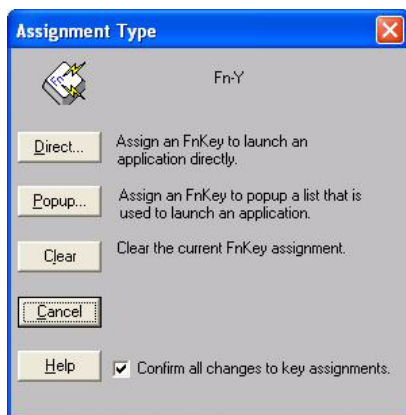 Assignment Type
Fn
Fn-Y
Direct...
Assign an FnKey to launch an
application directly.
Popup...
Assign an FnKey to popup a list that is
used to launch an application.
Clear
Clear the current FnKey assignment.
Cancel
Help
Confirm all changes to key assignments.